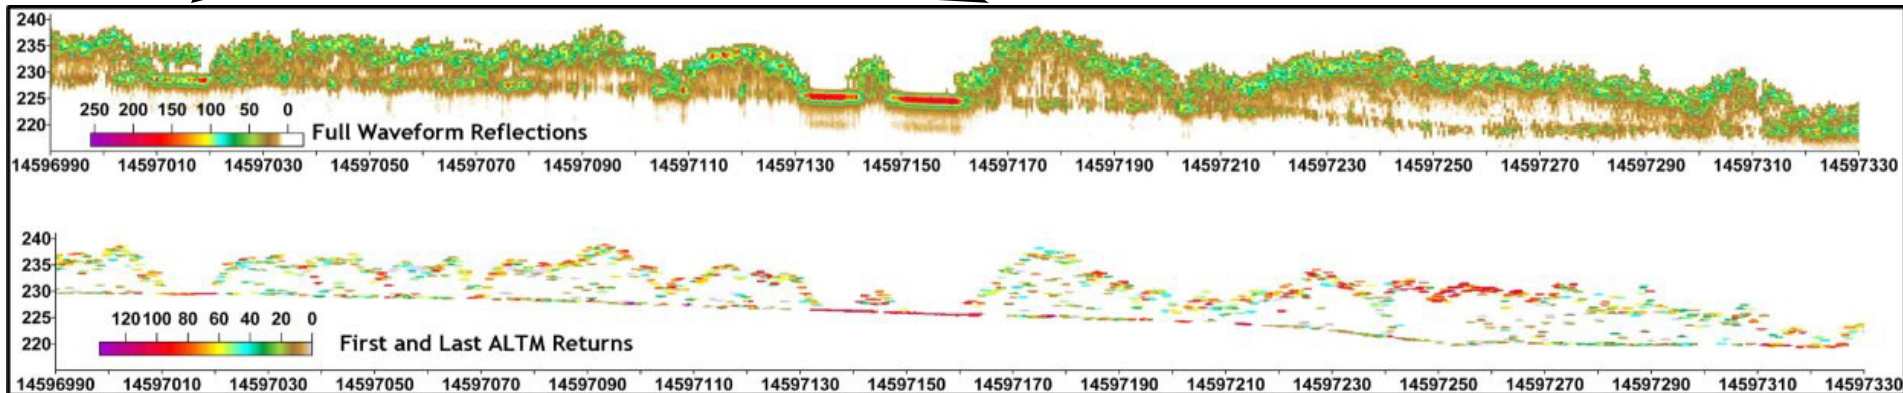 240
235
230
225
220
250 200 150 100 50 0
Full Waveform Reflections
14596990 14597010 14597030 14597050 14597070 14597090 14597110 14597130 14597150 14597170 14597190 14597210 14597230 14597250 14597270 14597290 14597310 14597330
240
235
230
225
220
120 100 80 60 40 20 0
First and Last ALTM Returns
14596990 14597010 14597030 14597050 14597070 14597090 14597110 14597130 14597150 14597170 14597190 14597210 14597230 14597250 14597270 14597290 14597310 14597330